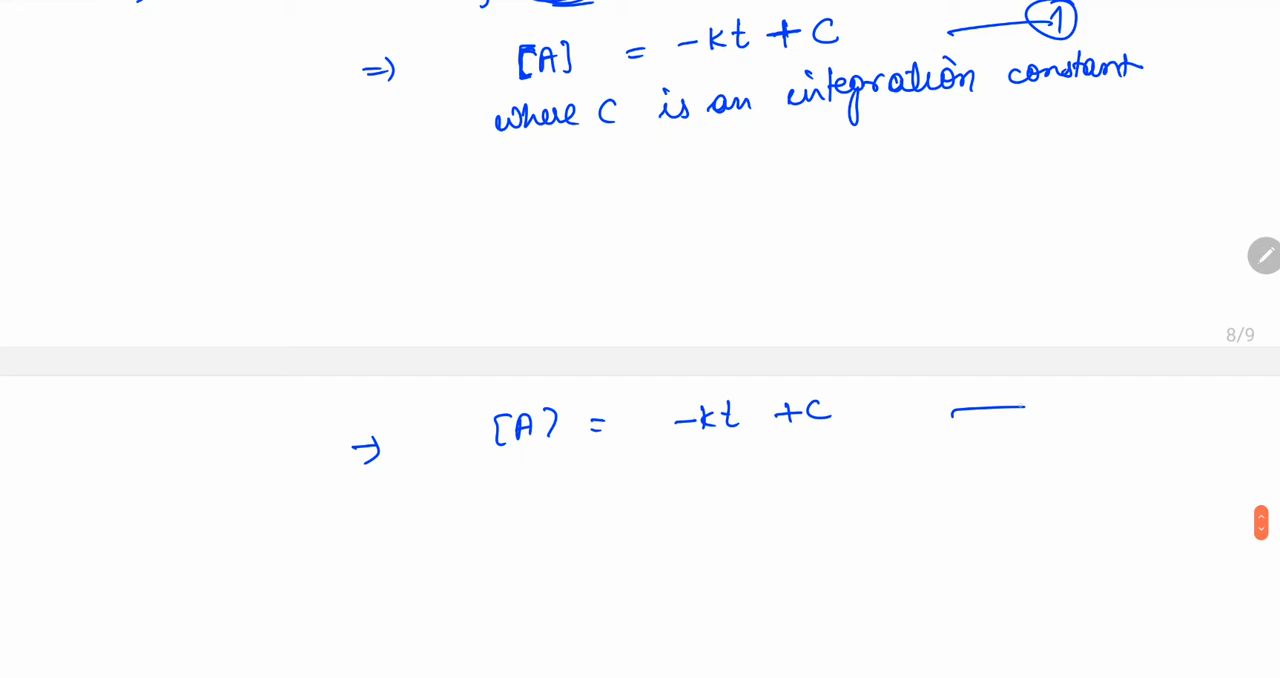 => [A] = -kt + C —— 1
where C is an integration constant
8/9
→ [A] = -kt + C ——